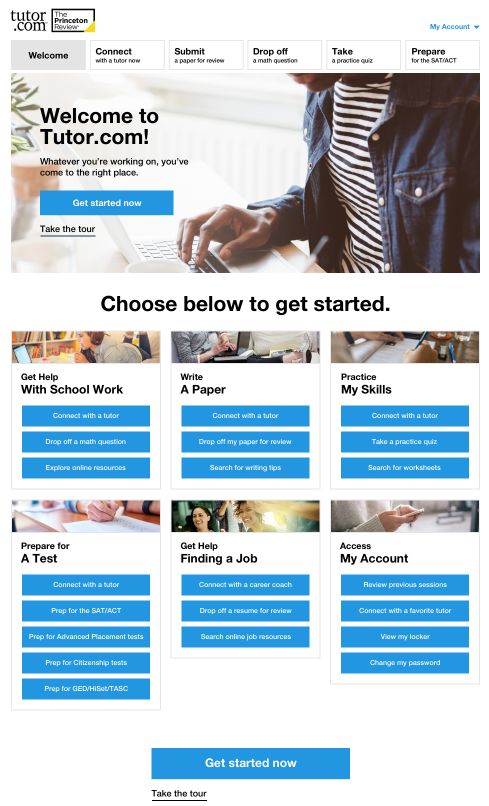 tutor.com
The Princeton Review
My Account
Welcome
Connect
with a tutor now
Submit
a paper for review
Drop off
a math question
Take
a practice quiz
Prepare
for the SAT/ACT
Welcome to
Tutor.com!
Whatever you're working on, you've
come to the right place.
Get started now
Take the tour
Choose below to get started.
Get Help
With School Work
Connect with a tutor
Drop off a math question
Explore online resources
Write
A Paper
Connect with a tutor
Drop off my paper for review
Search for writing tips
Practice
My Skills
Connect with a tutor
Take a practice quiz
Search for worksheets
Prepare for
A Test
Connect with a tutor
Prep for the SAT/ACT
Prep for Advanced Placement tests
Prep for Citizenship tests
Prep for GED/HiSet/TASC
Get Help
Finding a Job
Connect with a career coach
Drop off a resume for review
Search online job resources
Access
My Account
Review previous sessions
Connect with a favorite tutor
View my locker
Change my password
Get started now
Take the tour